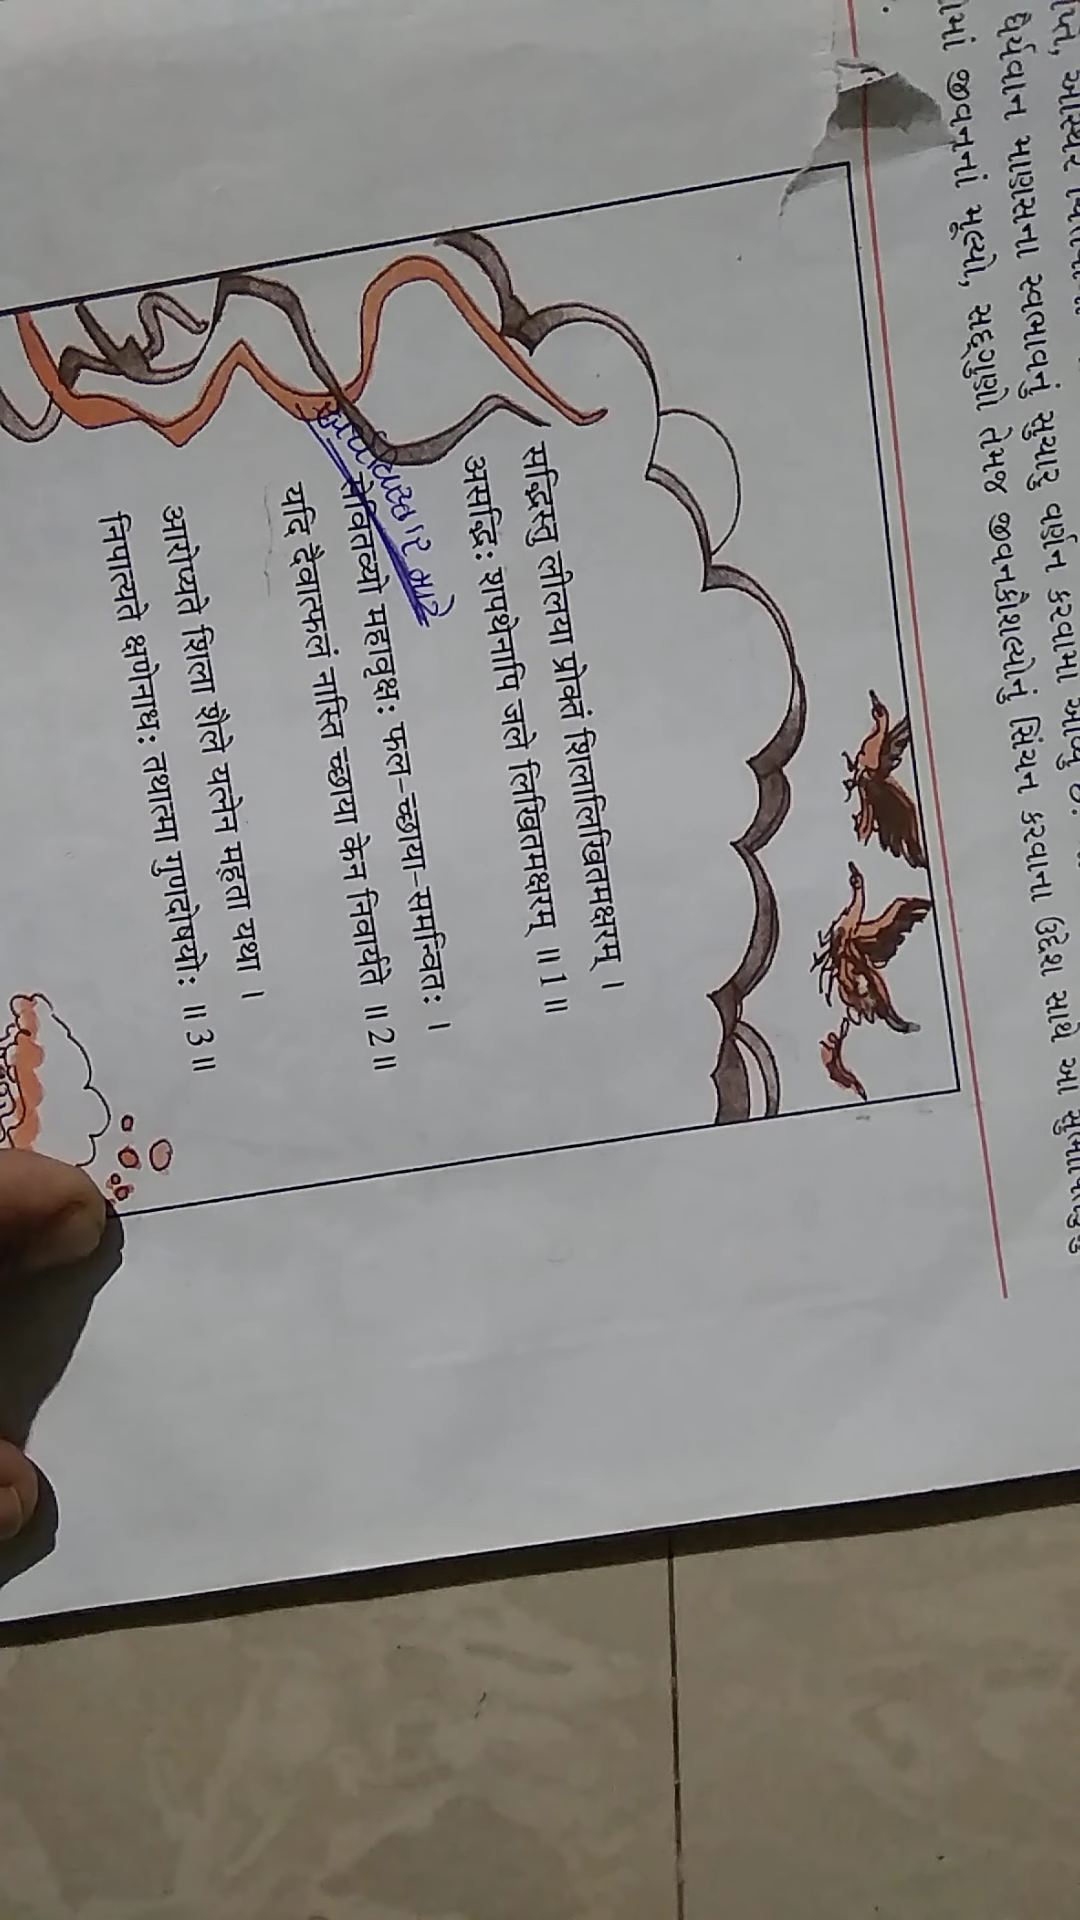 ધૈર્યવાન માણસના સ્વભાવનું સુચારુ વર્ણન કરવામાં આવ્યું છે.
જીવનનાં મૂલ્યો, સદ્ગુણો તેમજ જીવનકૌશલ્યોનું સિંચન કરવાના ઉદ્દેશ સાથે આ
सद्भिस्तु लीलया प्रोक्तं शिलालिखितमक्षरम् ।
असद्भिः शपथेनापि जले लिखितमक्षरम् ॥ 1 ॥
અર્થવિસ્તાર માટે
सेवितव्यो महावृक्षः फल-च्छाया-समन्वितः ।
यदि दैवात्फलं नास्ति च्छाया केन निवार्यते ॥ 2 ॥
आरोप्यते शिला शैले यत्नेन महता यथा ।
निपात्यते क्षणेनाधः तथात्मा गुणदोषयोः ॥ 3 ॥